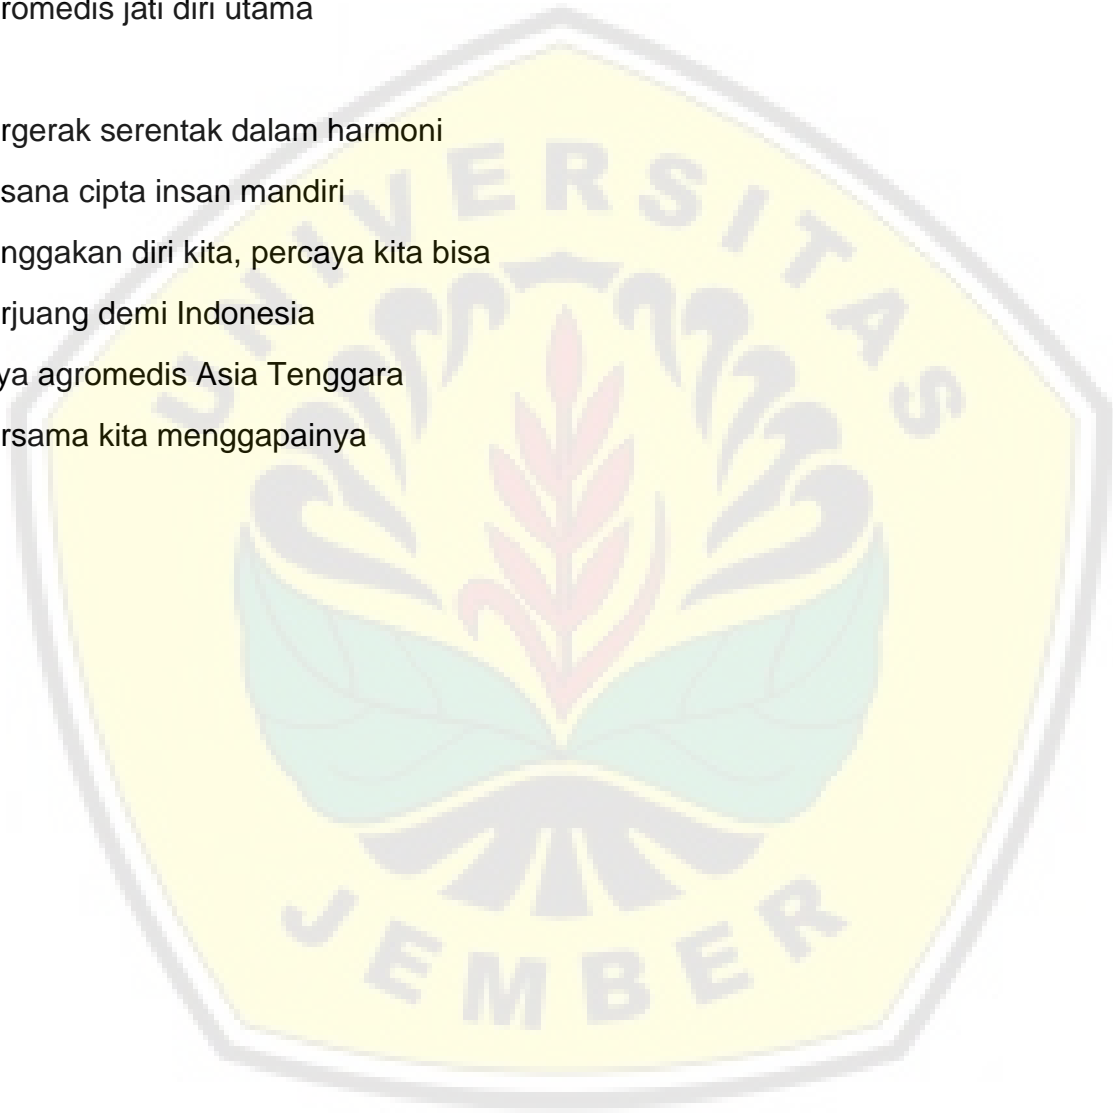 romedis jati diri utama
rgerak serentak dalam harmoni
sana cipta insan mandiri
nggakan diri kita, percaya kita bisa
rjuang demi Indonesia
ya agromedis Asia Tenggara
rsama kita menggapainya
UNIVERSITAS
JEMBER